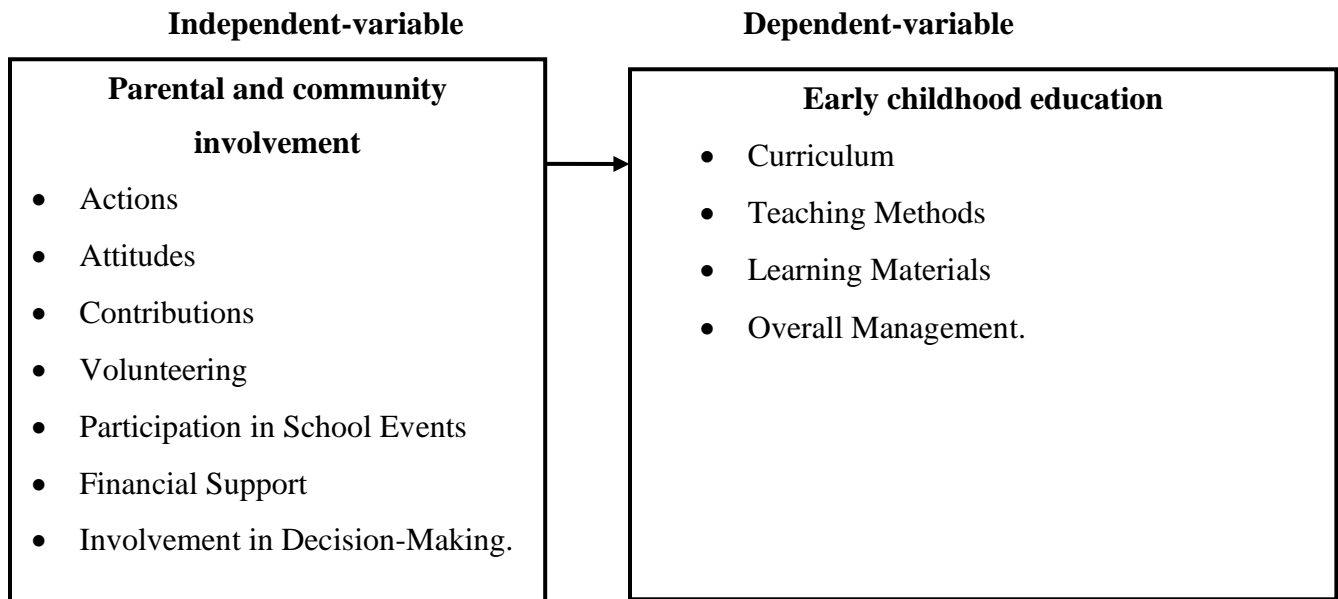 Independent-variable
Dependent-variable
Parental and community
involvement
• Actions
• Attitudes
• Contributions
• Volunteering
• Participation in School Events
• Financial Support
• Involvement in Decision-Making.
Early childhood education
• Curriculum
• Teaching Methods
• Learning Materials
• Overall Management.